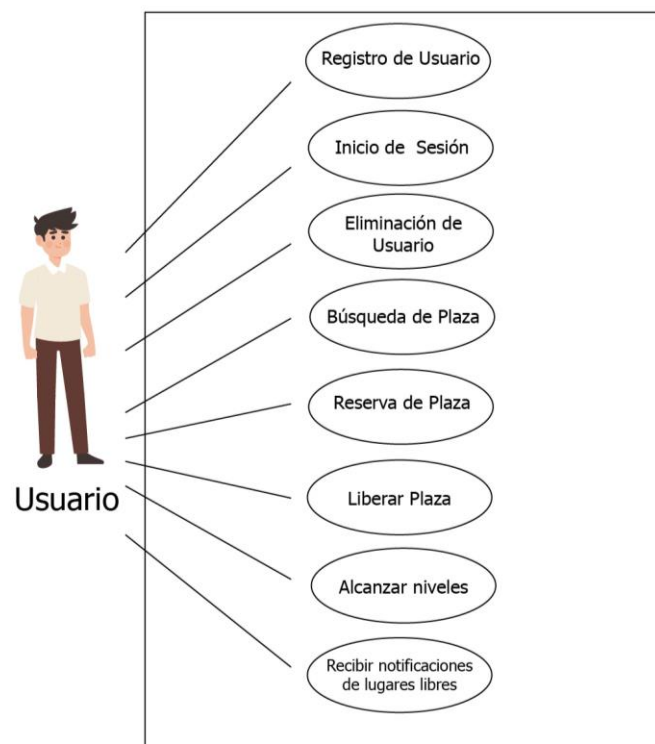 Registro de Usuario
Inicio de Sesión
Eliminación de
Usuario
Búsqueda de Plaza
Reserva de Plaza
Liberar Plaza
Usuario
Alcanzar niveles
Recibir notificaciones
de lugares libres